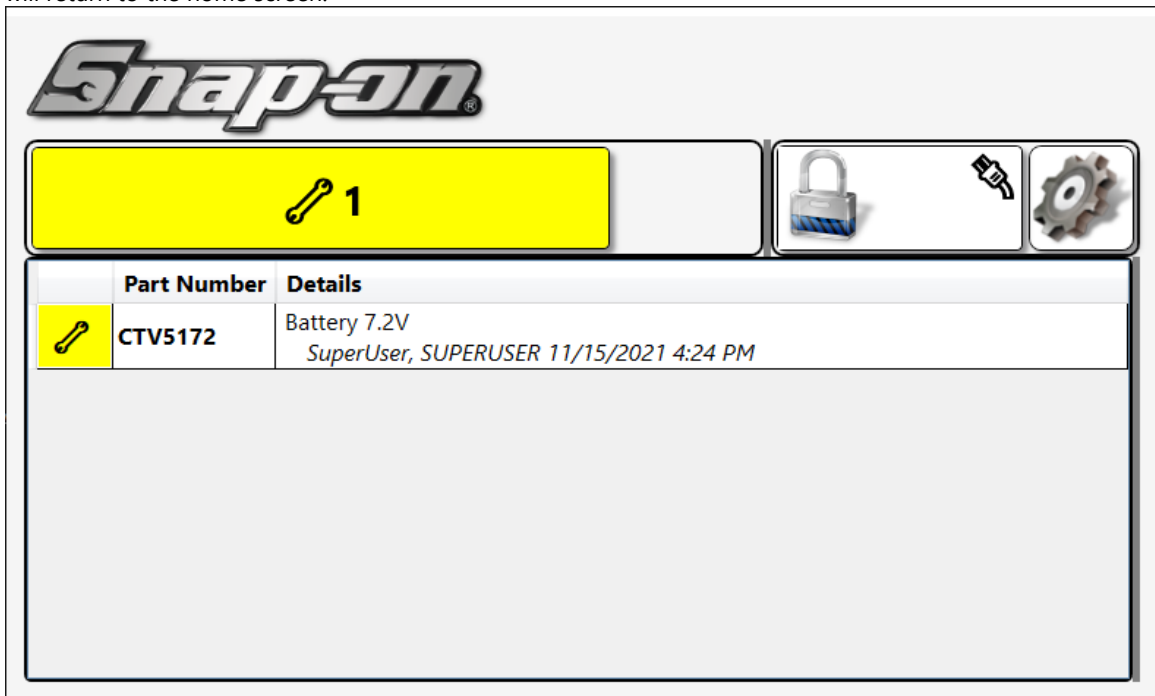 will return to the home screen.
Snap-on®
1
Part Number Details
CTV5172
Battery 7.2V
SuperUser, SUPERUSER 11/15/2021 4:24 PM